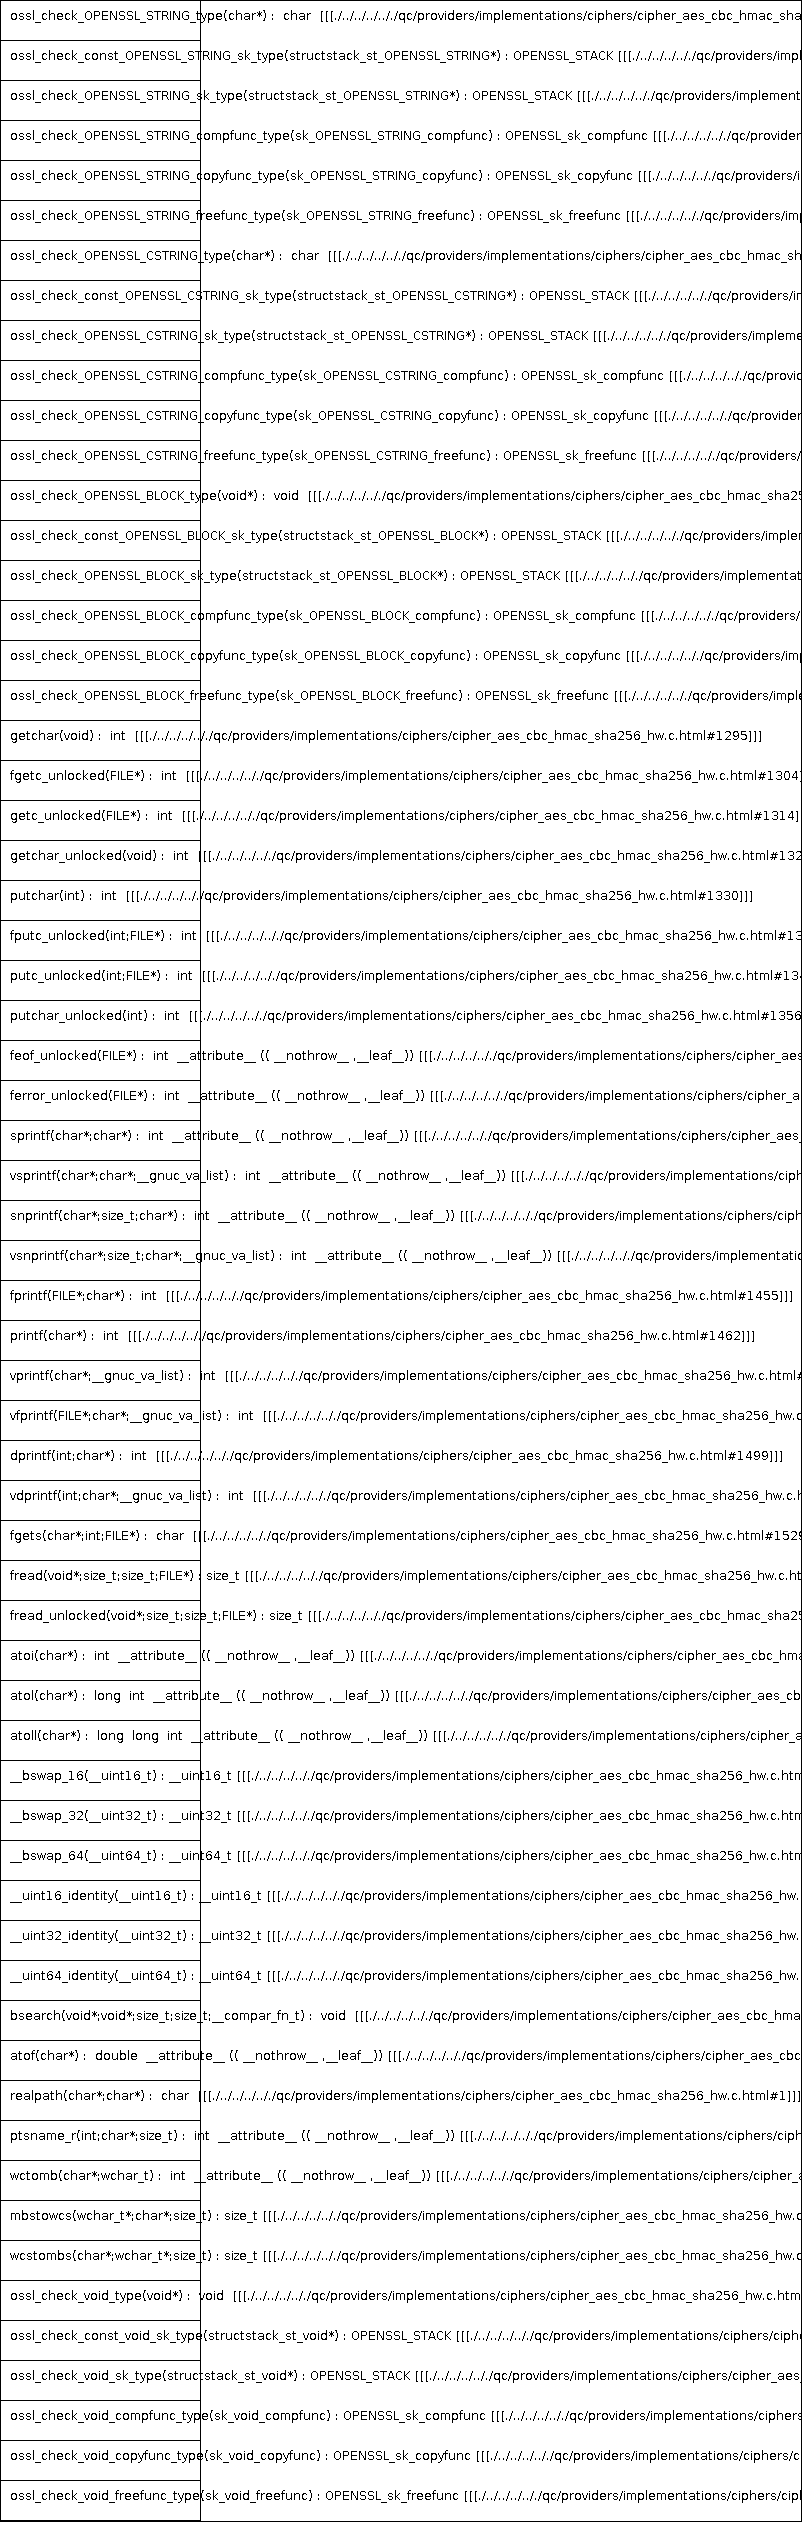 ossl_check_OPENSSL_STRING_type(char*) : char [[[./../../../../../qc/providers/implementations/ciphers/cipher_aes_cbc_hmac_sha
ossl_check_const_OPENSSL_STRING_sk_type(structstack_st_OPENSSL_STRING*) : OPENSSL_STACK [[[./../../../../../qc/providers/impl
ossl_check_OPENSSL_STRING_sk_type(structstack_st_OPENSSL_STRING*) : OPENSSL_STACK [[[./../../../../../qc/providers/implement
ossl_check_OPENSSL_STRING_compfunc_type(sk_OPENSSL_STRING_compfunc) : OPENSSL_sk_compfunc [[[./../../../../../qc/provider
ossl_check_OPENSSL_STRING_copyfunc_type(sk_OPENSSL_STRING_copyfunc) : OPENSSL_sk_copyfunc [[[./../../../../../qc/providers/i
ossl_check_OPENSSL_STRING_freefunc_type(sk_OPENSSL_STRING_freefunc) : OPENSSL_sk_freefunc [[[./../../../../../qc/providers/im
ossl_check_OPENSSL_CSTRING_type(char*) : char [[[./../../../../../qc/providers/implementations/ciphers/cipher_aes_cbc_hmac_sh
ossl_check_const_OPENSSL_CSTRING_sk_type(structstack_st_OPENSSL_CSTRING*) : OPENSSL_STACK [[[./../../../../../qc/providers/in
ossl_check_OPENSSL_CSTRING_sk_type(structstack_st_OPENSSL_CSTRING*) : OPENSSL_STACK [[[./../../../../../qc/providers/impleme
ossl_check_OPENSSL_CSTRING_compfunc_type(sk_OPENSSL_CSTRING_compfunc) : OPENSSL_sk_compfunc [[[./../../../../../qc/provid
ossl_check_OPENSSL_CSTRING_copyfunc_type(sk_OPENSSL_CSTRING_copyfunc) : OPENSSL_sk_copyfunc [[[./../../../../../qc/provider
ossl_check_OPENSSL_CSTRING_freefunc_type(sk_OPENSSL_CSTRING_freefunc) : OPENSSL_sk_freefunc [[[./../../../../../qc/providers/
ossl_check_OPENSSL_BLOCK_type(void*) : void [[[./../../../../../qc/providers/implementations/ciphers/cipher_aes_cbc_hmac_sha25
ossl_check_const_OPENSSL_BLOCK_sk_type(structstack_st_OPENSSL_BLOCK*) : OPENSSL_STACK [[[./../../../../../qc/providers/implem
ossl_check_OPENSSL_BLOCK_sk_type(structstack_st_OPENSSL_BLOCK*) : OPENSSL_STACK [[[./../../../../../qc/providers/implementat
ossl_check_OPENSSL_BLOCK_compfunc_type(sk_OPENSSL_BLOCK_compfunc) : OPENSSL_sk_compfunc [[[./../../../../../qc/providers/
ossl_check_OPENSSL_BLOCK_copyfunc_type(sk_OPENSSL_BLOCK_copyfunc) : OPENSSL_sk_copyfunc [[[./../../../../../qc/providers/imp
ossl_check_OPENSSL_BLOCK_freefunc_type(sk_OPENSSL_BLOCK_freefunc) : OPENSSL_sk_freefunc [[[./../../../../../qc/providers/imple
getchar(void) : int [[[./../../../../../qc/providers/implementations/ciphers/cipher_aes_cbc_hmac_sha256_hw.c.html#1295]]]
fgetc_unlocked(FILE*) : int [[[./../../../../../qc/providers/implementations/ciphers/cipher_aes_cbc_hmac_sha256_hw.c.html#1304]
getc_unlocked(FILE*) : int [[[./../../../../../qc/providers/implementations/ciphers/cipher_aes_cbc_hmac_sha256_hw.c.html#1314]
getchar_unlocked(void) : int [[[./../../../../../qc/providers/implementations/ciphers/cipher_aes_cbc_hmac_sha256_hw.c.html#132
putchar(int) : int [[[./../../../../../qc/providers/implementations/ciphers/cipher_aes_cbc_hmac_sha256_hw.c.html#1330]]]
fputc_unlocked(int;FILE*) : int [[[./../../../../../qc/providers/implementations/ciphers/cipher_aes_cbc_hmac_sha256_hw.c.html#13
putc_unlocked(int;FILE*) : int [[[./../../../../../qc/providers/implementations/ciphers/cipher_aes_cbc_hmac_sha256_hw.c.html#134
putchar_unlocked(int) : int [[[./../../../../../qc/providers/implementations/ciphers/cipher_aes_cbc_hmac_sha256_hw.c.html#1356
feof_unlocked(FILE*) : int __attribute__ (( __nothrow__ ,__leaf__)) [[[./../../../../../qc/providers/implementations/ciphers/cipher_aes
ferror_unlocked(FILE*) : int __attribute__ (( __nothrow__ ,__leaf__)) [[[./../../../../../qc/providers/implementations/ciphers/cipher_a
sprintf(char*;char*) : int __attribute__ (( __nothrow__ ,__leaf__)) [[[./../../../../../qc/providers/implementations/ciphers/cipher_aes_
vsprintf(char*;char*;__gnuc_va_list) : int __attribute__ (( __nothrow__ ,__leaf__)) [[[./../../../../../qc/providers/implementations/ciph
snprintf(char*;size_t;char*) : int __attribute__ (( __nothrow__ ,__leaf__)) [[[./../../../../../qc/providers/implementations/ciphers/ciph
vsnprintf(char*;size_t;char*;__gnuc_va_list) : int __attribute__ (( __nothrow__ ,__leaf__)) [[[./../../../../../qc/providers/implementatio
fprintf(FILE*;char*) : int [[[./../../../../../qc/providers/implementations/ciphers/cipher_aes_cbc_hmac_sha256_hw.c.html#1455]]]
printf(char*) : int [[[./../../../../../qc/providers/implementations/ciphers/cipher_aes_cbc_hmac_sha256_hw.c.html#1462]]]
vprintf(char*;__gnuc_va_list) : int [[[./../../../../../qc/providers/implementations/ciphers/cipher_aes_cbc_hmac_sha256_hw.c.html#
vfprintf(FILE*;char*;__gnuc_va_list) : int [[[./../../../../../qc/providers/implementations/ciphers/cipher_aes_cbc_hmac_sha256_hw.c
dprintf(int;char*) : int [[[./../../../../../qc/providers/implementations/ciphers/cipher_aes_cbc_hmac_sha256_hw.c.html#1499]]]
vdprintf(int;char*;__gnuc_va_list) : int [[[./../../../../../qc/providers/implementations/ciphers/cipher_aes_cbc_hmac_sha256_hw.c.h
fgets(char*;int;FILE*) : char [[[./../../../../../qc/providers/implementations/ciphers/cipher_aes_cbc_hmac_sha256_hw.c.html#1529
fread(void*;size_t;size_t;FILE*) : size_t [[[./../../../../../qc/providers/implementations/ciphers/cipher_aes_cbc_hmac_sha256_hw.c.ht
fread_unlocked(void*;size_t;size_t;FILE*) : size_t [[[./../../../../../qc/providers/implementations/ciphers/cipher_aes_cbc_hmac_sha25
atoi(char*) : int __attribute__ (( __nothrow__ ,__leaf__)) [[[./../../../../../qc/providers/implementations/ciphers/cipher_aes_cbc_hma
atol(char*) : long int __attribute__ (( __nothrow__ ,__leaf__)) [[[./../../../../../qc/providers/implementations/ciphers/cipher_aes_cb
atoll(char*) : long long int __attribute__ (( __nothrow__ ,__leaf__)) [[[./../../../../../qc/providers/implementations/ciphers/cipher_a
__bswap_16(__uint16_t) : __uint16_t [[[./../../../../../qc/providers/implementations/ciphers/cipher_aes_cbc_hmac_sha256_hw.c.htm
__bswap_32(__uint32_t) : __uint32_t [[[./../../../../../qc/providers/implementations/ciphers/cipher_aes_cbc_hmac_sha256_hw.c.htm
__bswap_64(__uint64_t) : __uint64_t [[[./../../../../../qc/providers/implementations/ciphers/cipher_aes_cbc_hmac_sha256_hw.c.htm
__uint16_identity(__uint16_t) : __uint16_t [[[./../../../../../qc/providers/implementations/ciphers/cipher_aes_cbc_hmac_sha256_hw.
__uint32_identity(__uint32_t) : __uint32_t [[[./../../../../../qc/providers/implementations/ciphers/cipher_aes_cbc_hmac_sha256_hw.
__uint64_identity(__uint64_t) : __uint64_t [[[./../../../../../qc/providers/implementations/ciphers/cipher_aes_cbc_hmac_sha256_hw.
bsearch(void*;void*;size_t;size_t;__compar_fn_t) : void [[[./../../../../../qc/providers/implementations/ciphers/cipher_aes_cbc_hma
atof(char*) : double __attribute__ (( __nothrow__ ,__leaf__)) [[[./../../../../../qc/providers/implementations/ciphers/cipher_aes_cbc
realpath(char*;char*) : char [[[./../../../../../qc/providers/implementations/ciphers/cipher_aes_cbc_hmac_sha256_hw.c.html#1]]]
ptsname_r(int;char*;size_t) : int __attribute__ (( __nothrow__ ,__leaf__)) [[[./../../../../../qc/providers/implementations/ciphers/ciph
wctomb(char*;wchar_t) : int __attribute__ (( __nothrow__ ,__leaf__)) [[[./../../../../../qc/providers/implementations/ciphers/cipher_a
mbstowcs(wchar_t*;char*;size_t) : size_t [[[./../../../../../qc/providers/implementations/ciphers/cipher_aes_cbc_hmac_sha256_hw.c
wcstombs(char*;wchar_t*;size_t) : size_t [[[./../../../../../qc/providers/implementations/ciphers/cipher_aes_cbc_hmac_sha256_hw.c
ossl_check_void_type(void*) : void [[[./../../../../../qc/providers/implementations/ciphers/cipher_aes_cbc_hmac_sha256_hw.c.htm
ossl_check_const_void_sk_type(structstack_st_void*) : OPENSSL_STACK [[[./../../../../../qc/providers/implementations/ciphers/ciphe
ossl_check_void_sk_type(structstack_st_void*) : OPENSSL_STACK [[[./../../../../../qc/providers/implementations/ciphers/cipher_aes_
ossl_check_void_compfunc_type(sk_void_compfunc) : OPENSSL_sk_compfunc [[[./../../../../../qc/providers/implementations/ciphers
ossl_check_void_copyfunc_type(sk_void_copyfunc) : OPENSSL_sk_copyfunc [[[./../../../../../qc/providers/implementations/ciphers/c
ossl_check_void_freefunc_type(sk_void_freefunc) : OPENSSL_sk_freefunc [[[./../../../../../qc/providers/implementations/ciphers/cipl